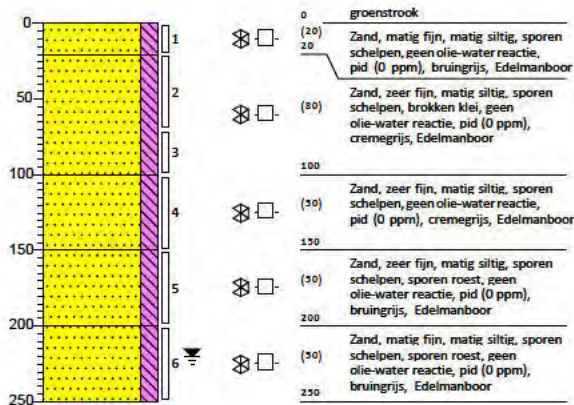 0
50
100
150
200
250
1
2
3
4
5
6
0 groenstrook
(20) Zand, matig fijn, matig siltig, sporen
20 schelpen, geen olie-water reactie,
pid (0 ppm), bruingrijs, Edelmanboor
Zand, zeer fijn, matig siltig, sporen
(80) schelpen, brokken klei, geen
olie-water reactie, pid (0 ppm),
cremegrijs, Edelmanboor
100
Zand, zeer fijn, matig siltig, sporen
(50) schelpen, geen olie-water reactie,
pid (0 ppm), cremegrijs, Edelmanboor
150
Zand, zeer fijn, matig siltig, sporen
(50) schelpen, sporen roest, geen
olie-water reactie, pid (0 ppm),
200 bruingrijs, Edelmanboor
Zand, matig fijn, matig siltig, sporen
(50) schelpen, sporen roest, geen
olie-water reactie, pid (0 ppm),
250 bruingrijs, Edelmanboor